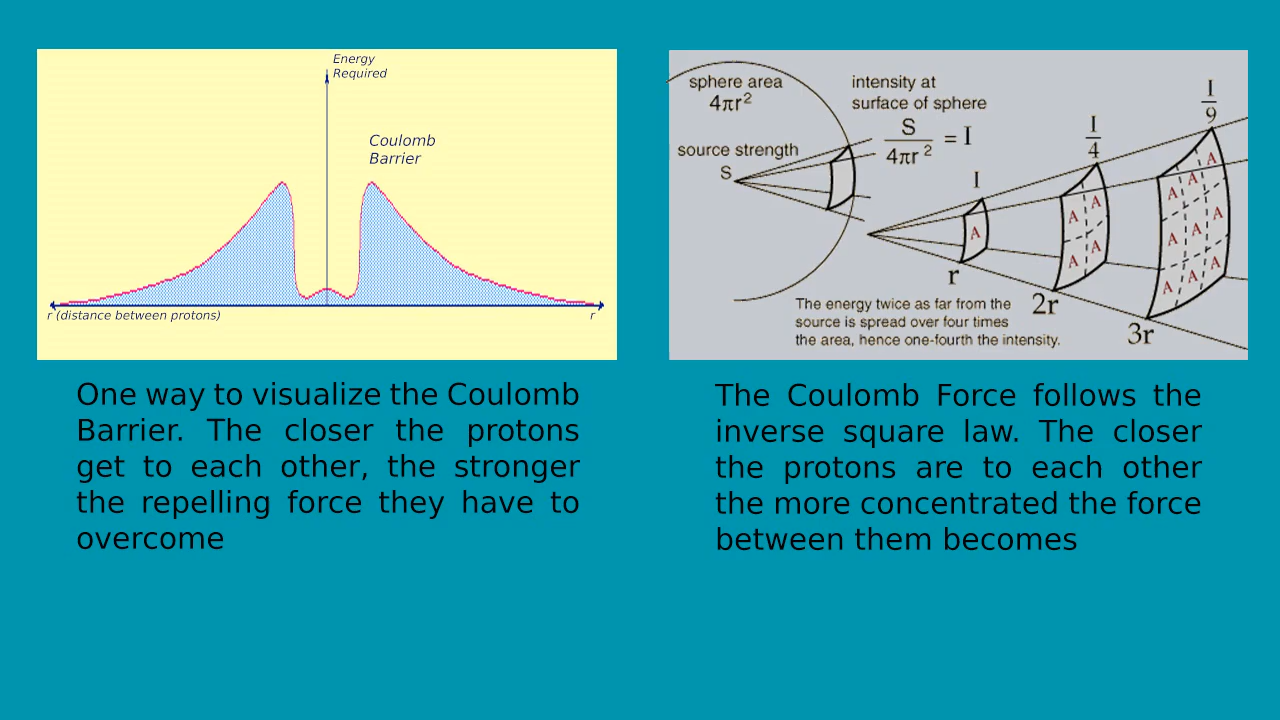 Energy
Required
Coulomb
Barrier
r (distance between protons)
r
One way to visualize the Coulomb
Barrier. The closer the protons
get to each other, the stronger
the repelling force they have to
overcome
sphere area
4πr²
source strength
S
intensity at
surface of sphere
S
4πr²
= I
I
A
r
I
4
A A
A A
2r
I
9
A A A
A A A
A A A
3r
The energy twice as far from the
source is spread over four times
the area, hence one-fourth the intensity.
The Coulomb Force follows the
inverse square law. The closer
the protons are to each other
the more concentrated the force
between them becomes